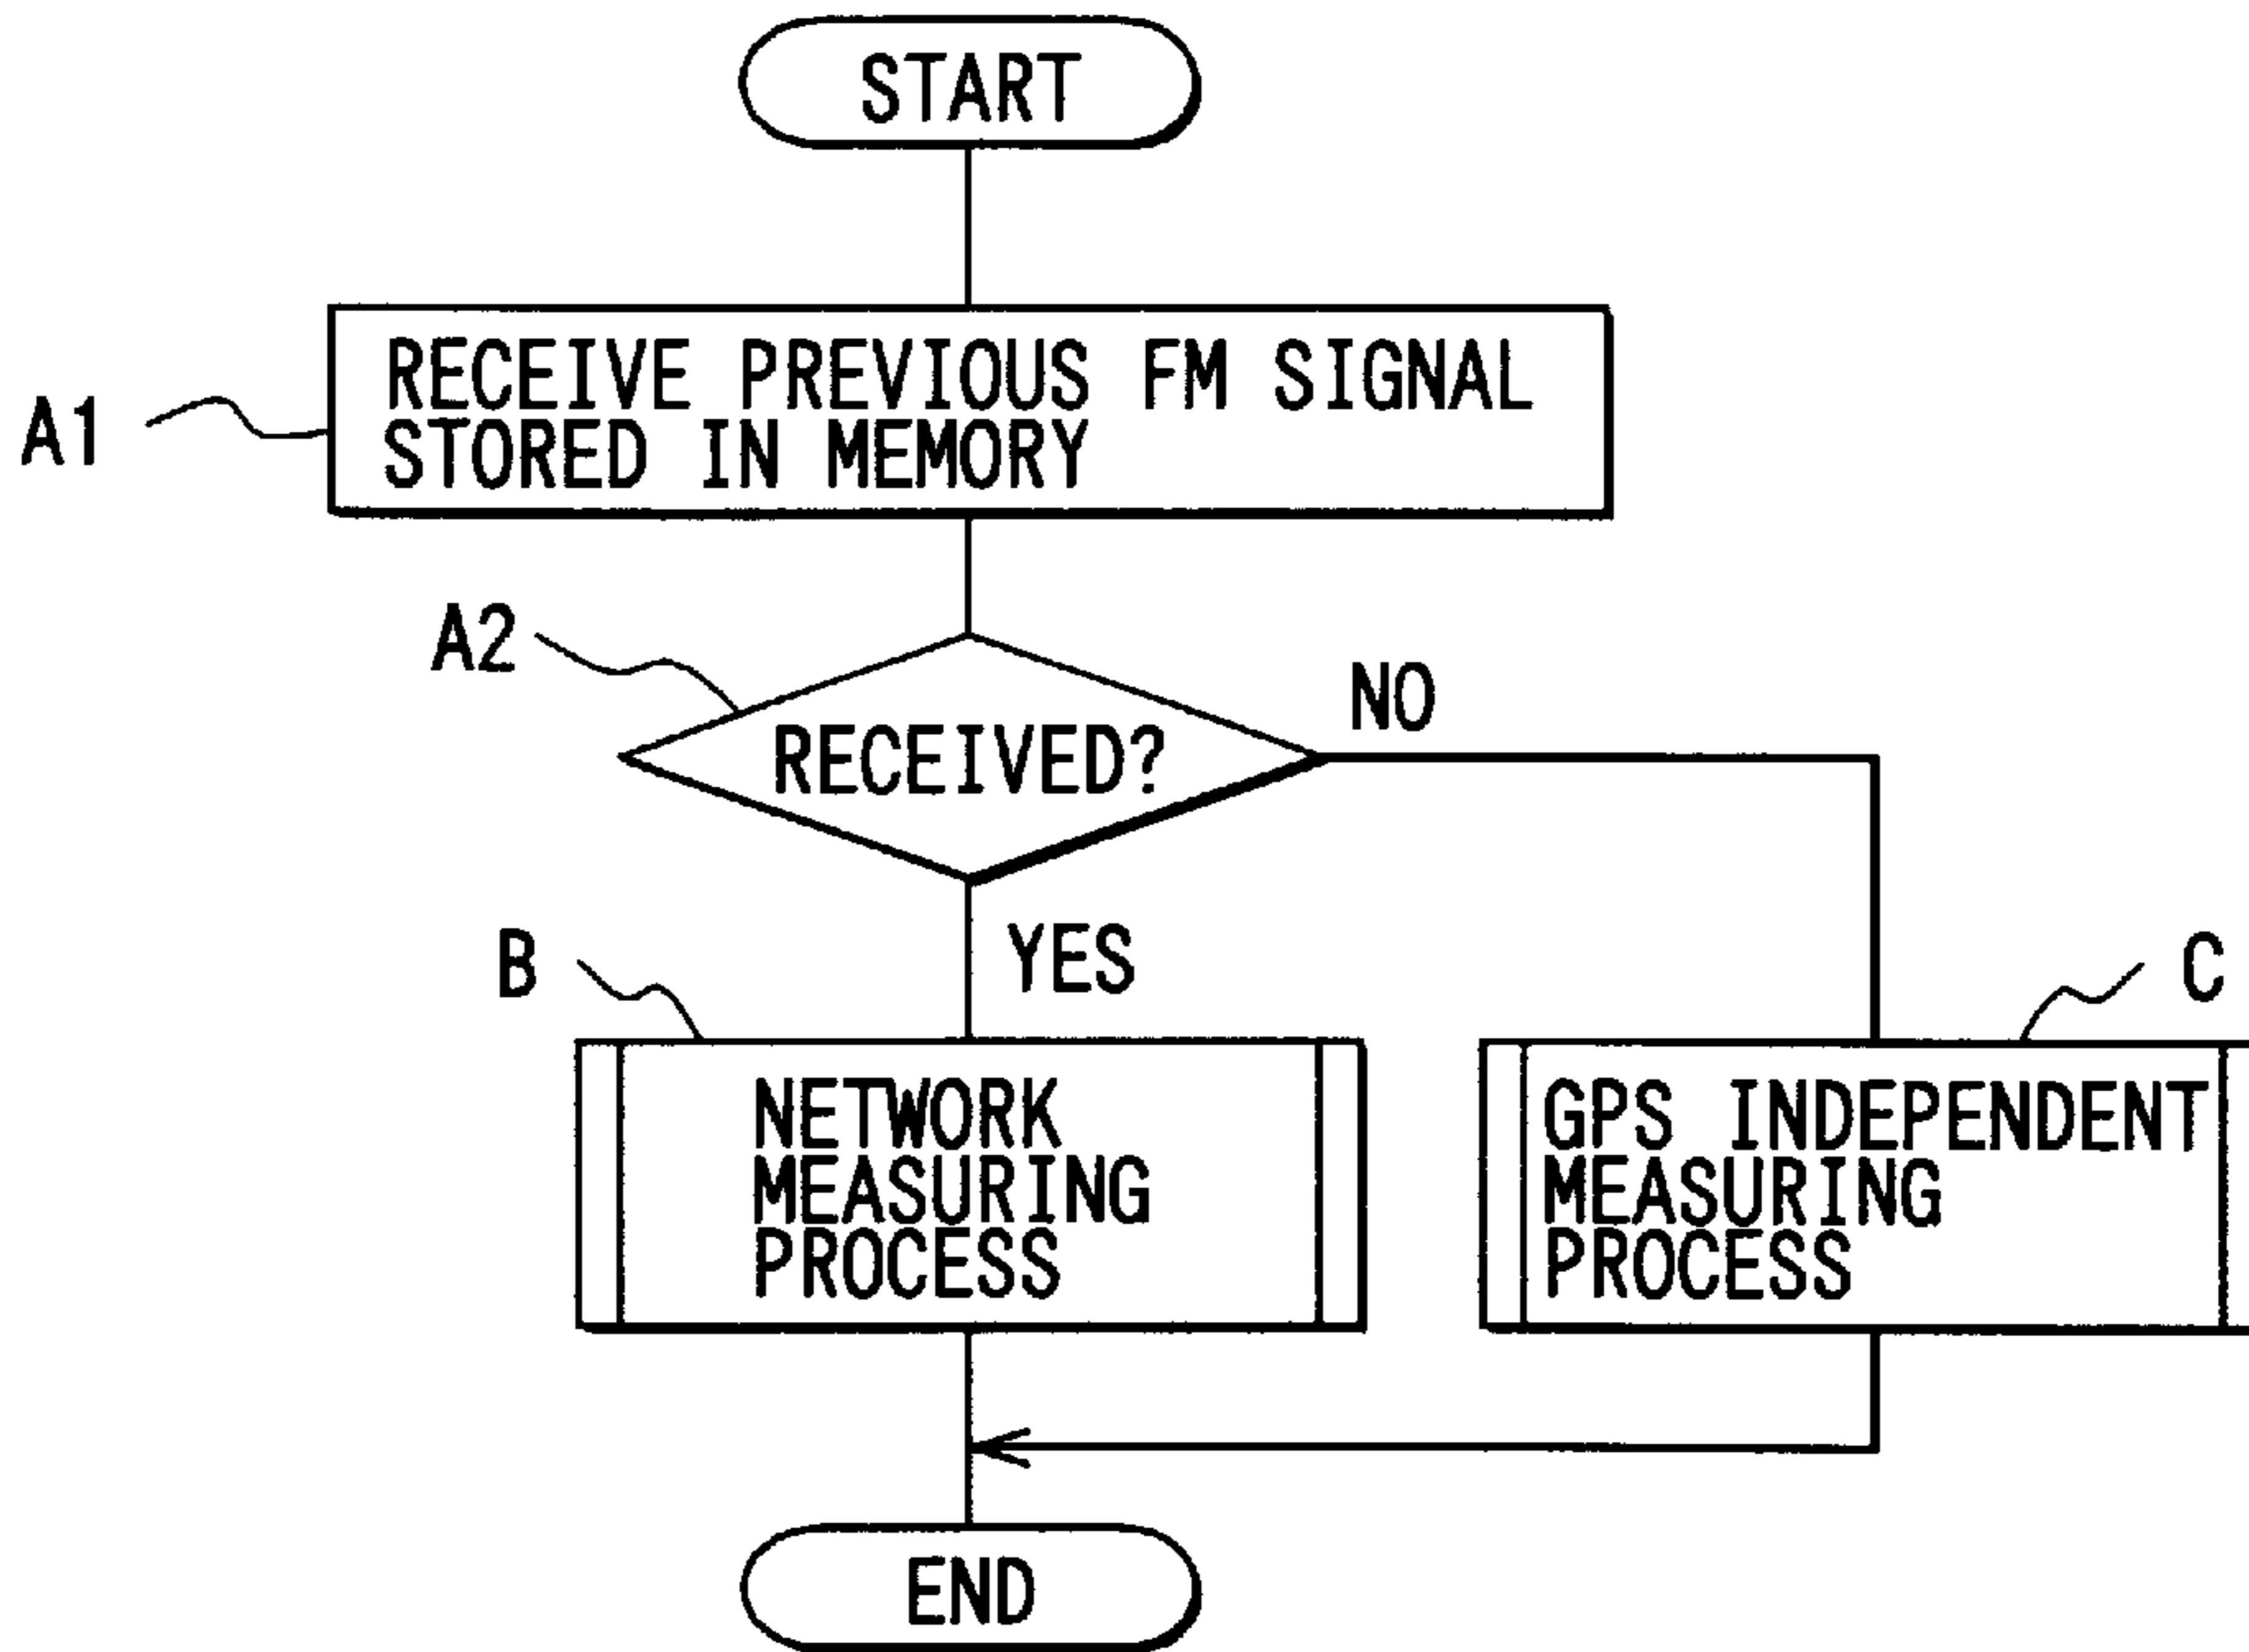 START
RECEIVE PREVIOUS FM SIGNAL
STORED IN MEMORY
A1
A2
RECEIVED?
NO
YES
B
NETWORK
MEASURING
PROCESS
C
GPS INDEPENDENT
MEASURING
PROCESS
END